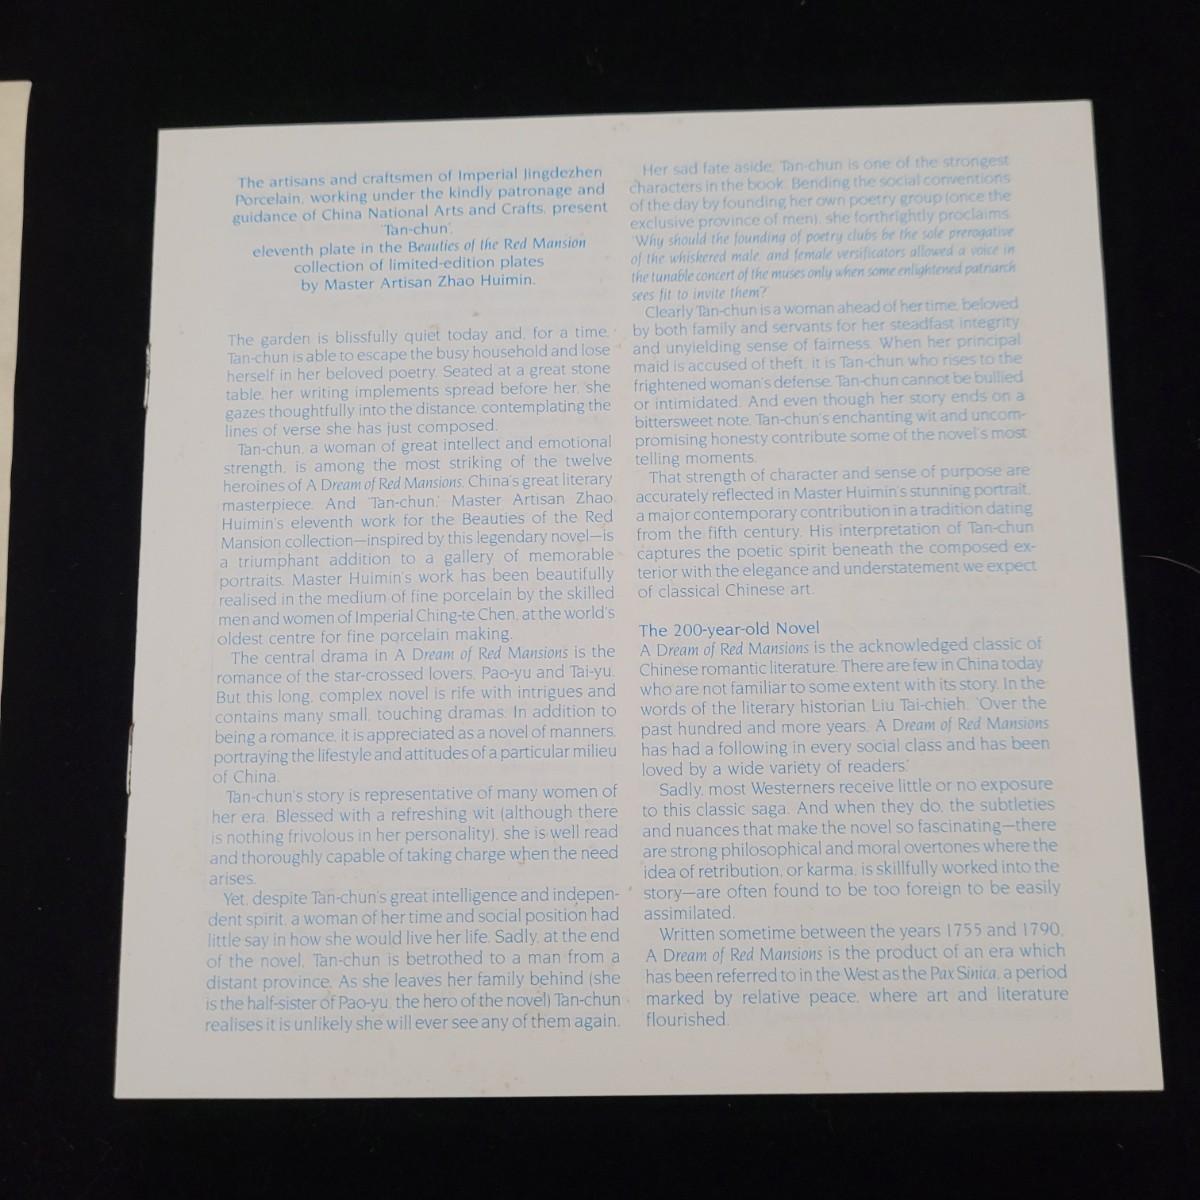 The artisans and craftsmen of Imperial Jingdezhen
Porcelain, working under the kindly patronage and
guidance of China National Arts and Crafts, present
'Tan-chun',
eleventh plate in the Beauties of the Red Mansion
collection of limited-edition plates
by Master Artisan Zhao Huimin.
The garden is blissfully quiet today and, for a time,
Tan-chun is able to escape the busy household and lose
herself in her beloved poetry. Seated at a great stone
table, her writing implements spread before her, she
gazes thoughtfully into the distance, contemplating the
lines of verse she has just composed.
Tan-chun, a woman of great intellect and emotional
strength, is among the most striking of the twelve
heroines of A Dream of Red Mansions, China's great literary
masterpiece. And 'Tan-chun,' Master Artisan Zhao
Huimin's eleventh work for the Beauties of the Red
Mansion collection—inspired by this legendary novel—is
a triumphant addition to a gallery of memorable
portraits. Master Huimin's work has been beautifully
realised in the medium of fine porcelain by the skilled
men and women of Imperial Ching-te Chen, at the world's
oldest centre for fine porcelain making.
The central drama in A Dream of Red Mansions is the
romance of the star-crossed lovers, Pao-yu and Tai-yu.
But this long, complex novel is rife with intrigues and
contains many small, touching dramas. In addition to
being a romance, it is appreciated as a novel of manners,
portraying the lifestyle and attitudes of a particular milieu
of China.
Tan-chun's story is representative of many women of
her era. Blessed with a refreshing wit (although there
is nothing frivolous in her personality), she is well read
and thoroughly capable of taking charge when the need
arises.
Yet, despite Tan-chun's great intelligence and indepen-
dent spirit, a woman of her time and social position had
little say in how she would live her life. Sadly, at the end
of the novel, Tan-chun is betrothed to a man from a
distant province. As she leaves her family behind (she
is the half-sister of Pao-yu, the hero of the novel) Tan-chun
realises it is unlikely she will ever see any of them again.
Her sad fate aside, Tan-chun is one of the strongest
characters in the book. Bending the social conventions
of the day by founding her own poetry group (once the
exclusive province of men), she forthrightly proclaims,
'Why should the founding of poetry clubs be the sole prerogative
of the whiskered male, and female versificators allowed a voice in
the tunable concert of the muses only when some enlightened patriarch
sees fit to invite them?'
Clearly Tan-chun is a woman ahead of her time, beloved
by both family and servants for her steadfast integrity
and unyielding sense of fairness. When her principal
maid is accused of theft, it is Tan-chun who rises to the
frightened woman's defense. Tan-chun cannot be bullied
or intimidated. And even though her story ends on a
bittersweet note, Tan-chun's enchanting wit and uncom-
promising honesty contribute some of the novel's most
telling moments.
That strength of character and sense of purpose are
accurately reflected in Master Huimin's stunning portrait,
a major contemporary contribution in a tradition dating
from the fifth century. His interpretation of Tan-chun
captures the poetic spirit beneath the composed ex-
terior with the elegance and understatement we expect
of classical Chinese art.
The 200-year-old Novel
A Dream of Red Mansions is the acknowledged classic of
Chinese romantic literature. There are few in China today
who are not familiar to some extent with its story. In the
words of the literary historian Liu Tai-chieh, 'Over the
past hundred and more years, A Dream of Red Mansions
has had a following in every social class and has been
loved by a wide variety of readers.'
Sadly, most Westerners receive little or no exposure
to this classic saga. And when they do, the subtleties
and nuances that make the novel so fascinating—there
are strong philosophical and moral overtones where the
idea of retribution, or karma, is skillfully worked into the
story—are often found to be too foreign to be easily
assimilated.
Written sometime between the years 1755 and 1790,
A Dream of Red Mansions is the product of an era which
has been referred to in the West as the Pax Sinica, a period
marked by relative peace, where art and literature
flourished.